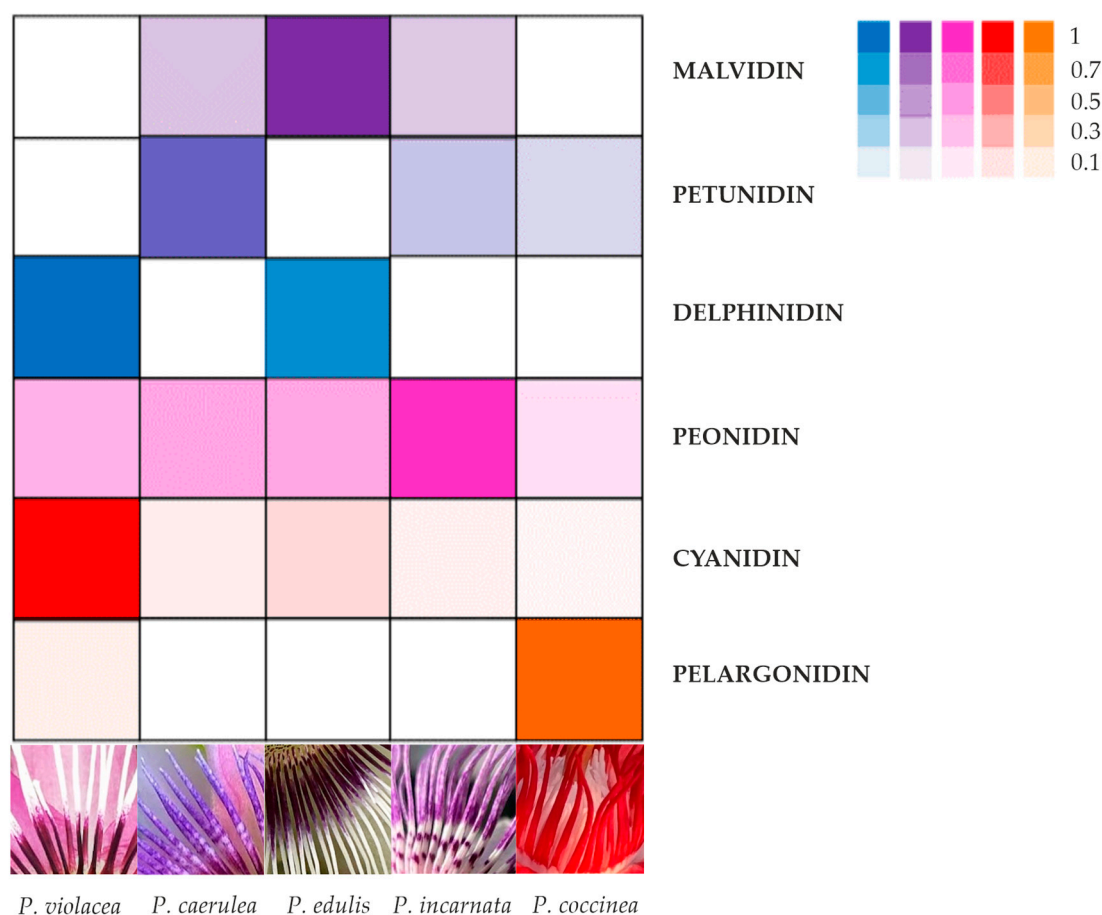 MALVIDIN
1
0.7
0.5
0.3
0.1
PETUNIDIN
DELPHINIDIN
PEONIDIN
CYANIDIN
PELARGONIDIN
P. violacea P. caerulea P. edulis P. incarnata P. coccinea